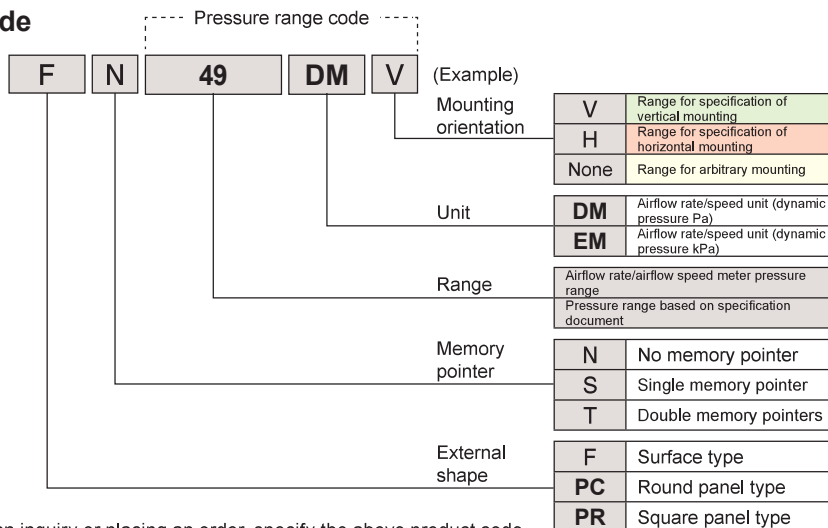 de
Pressure range code
F N 49 DM V (Example)
Mounting
orientation
V Range for specification of
vertical mounting
H Range for specification of
horizontal mounting
None Range for arbitrary mounting
Unit
DM Airflow rate/speed unit (dynamic
pressure Pa)
EM Airflow rate/speed unit (dynamic
pressure kPa)
Range
Airflow rate/airflow speed meter pressure
range
Pressure range based on specification
document
Memory
pointer
N No memory pointer
S Single memory pointer
T Double memory pointers
External
shape
F Surface type
PC Round panel type
PR Square panel type
an inquiry or placing an order, specify the above product code